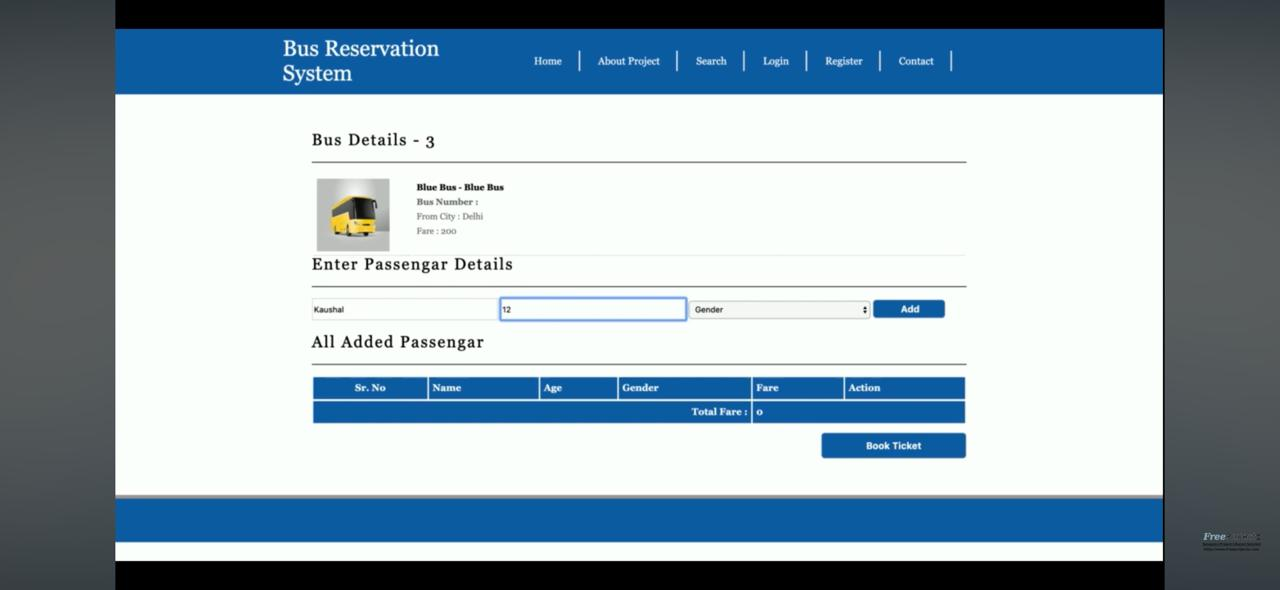 Bus Reservation
System
Home
About Project
Search
Login
Register
Contact
Bus Details - 3
Blue Bus - Blue Bus
Bus Number :
From City : Delhi
Fare : 200
Enter Passengar Details
Kaushal
12
Gender
Add
All Added Passengar
Sr. No
Name
Age
Gender
Fare
Action
Total Fare :
0
Book Ticket
Free